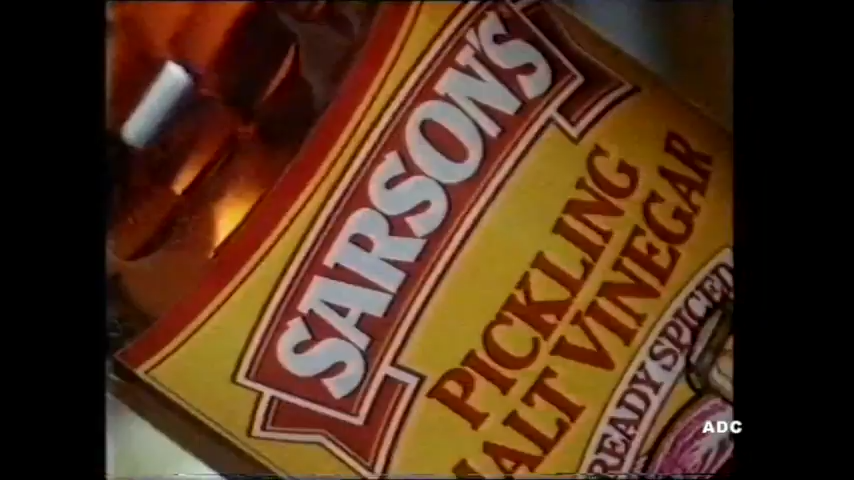 SARSON'S
PICKLING
MALT VINEGAR
READY SPICED
ADC